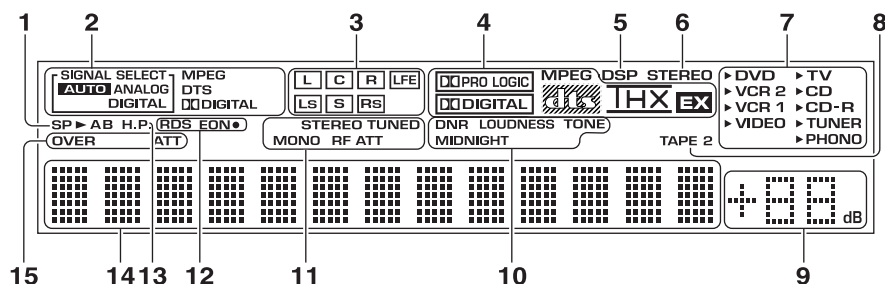 1 2 3 4 5 6 7 8
SIGNAL SELECT MPEG
AUTO ANALOG DTS
DIGITAL DIGITAL
L C R LFE
LS S RS
PRO LOGIC MPEG DSP STEREO
DIGITAL dts THX EX
►DVD ►TV
►VCR 2 ►CD
►VCR 1 ►CD-R
►VIDEO ►TUNER
►PHONO
SP►AB H.P. RDS EON● STEREO TUNED DNR LOUDNESS TONE
OVER ATT MONO RF ATT MIDNIGHT TAPE 2
+88 dB
15 14 13 12 11 10 9